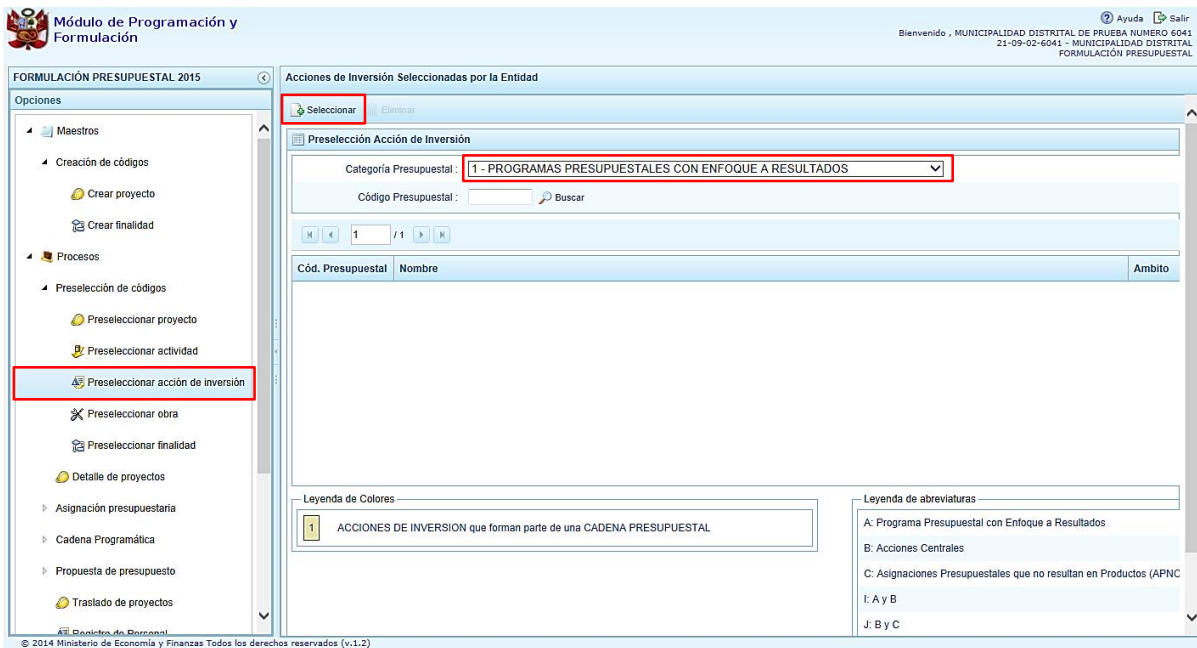 Módulo de Programación y
Formulación
Ayuda Salir
Bienvenido , MUNICIPALIDAD DISTRITAL DE PRUEBA NUMERO 6041
21-09-02-6041 - MUNICIPALIDAD DISTRITAL
FORMULACIÓN PRESUPUESTAL
FORMULACIÓN PRESUPUESTAL 2015
Opciones
Maestros
Creación de códigos
Crear proyecto
Crear finalidad
Procesos
Preselección de códigos
Preseleccionar proyecto
Preseleccionar actividad
Preseleccionar acción de inversión
Preseleccionar obra
Preseleccionar finalidad
Detalle de proyectos
Asignación presupuestaria
Cadena Programática
Propuesta de presupuesto
Traslado de proyectos
Registro de Personal
Acciones de Inversión Seleccionadas por la Entidad
Seleccionar Eliminar
Preselección Acción de Inversión
Categoría Presupuestal : 1 - PROGRAMAS PRESUPUESTALES CON ENFOQUE A RESULTADOS
Código Presupuestal : Buscar
1 / 1
Cód. Presupuestal Nombre Ambito
Leyenda de Colores
1 ACCIONES DE INVERSION que forman parte de una CADENA PRESUPUESTAL
Leyenda de abreviaturas
A: Programa Presupuestal con Enfoque a Resultados
B: Acciones Centrales
C: Asignaciones Presupuestales que no resultan en Productos (APNC
I: A y B
J: B y C
© 2014 Ministerio de Economía y Finanzas Todos los derechos reservados (v.1.2)